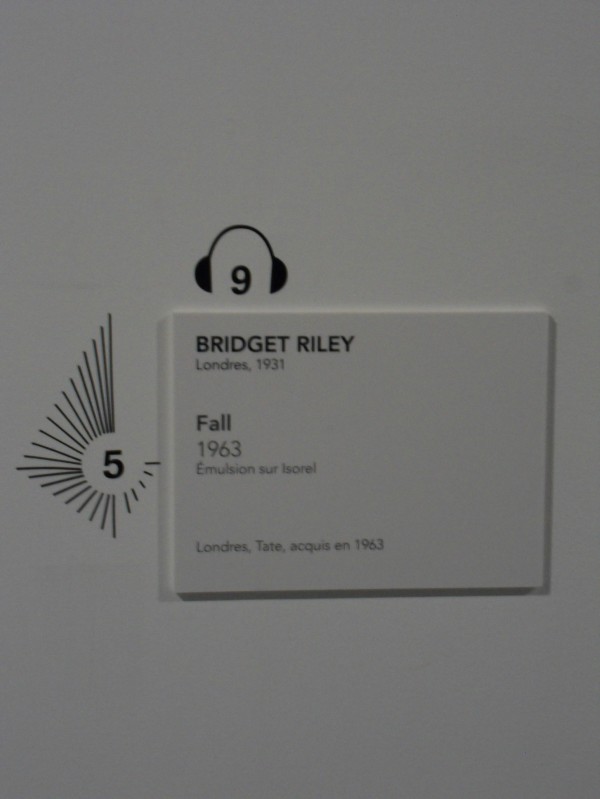 9
BRIDGET RILEY
Londres, 1931
Fall
1963
Émulsion sur Isorel
5
Londres, Tate, acquis en 1963